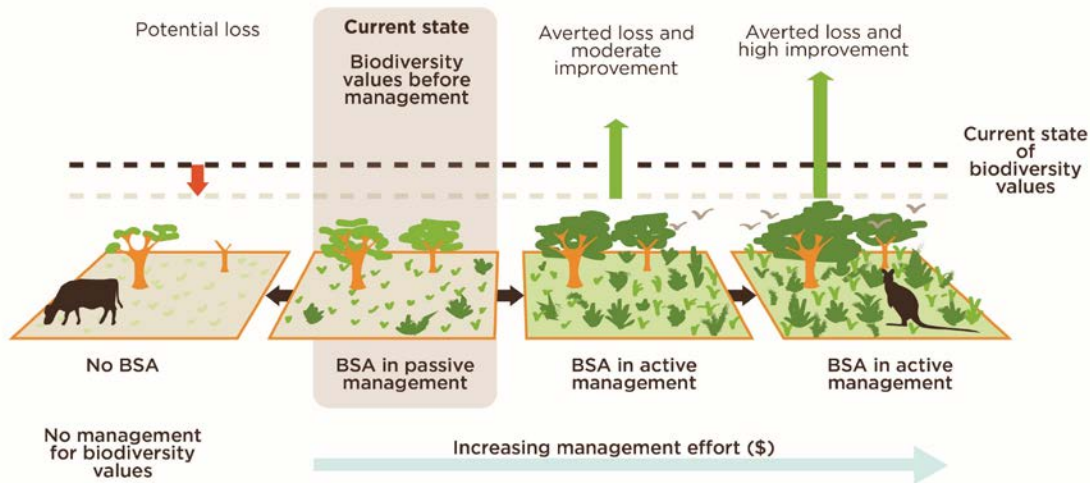 Potential loss
Current state
Biodiversity
values before
management
Averted loss and
moderate
improvement
Averted loss and
high improvement
Current state
of
biodiversity
values
No BSA
BSA in passive
management
BSA in active
management
BSA in active
management
No management
for biodiversity
values
Increasing management effort ($)